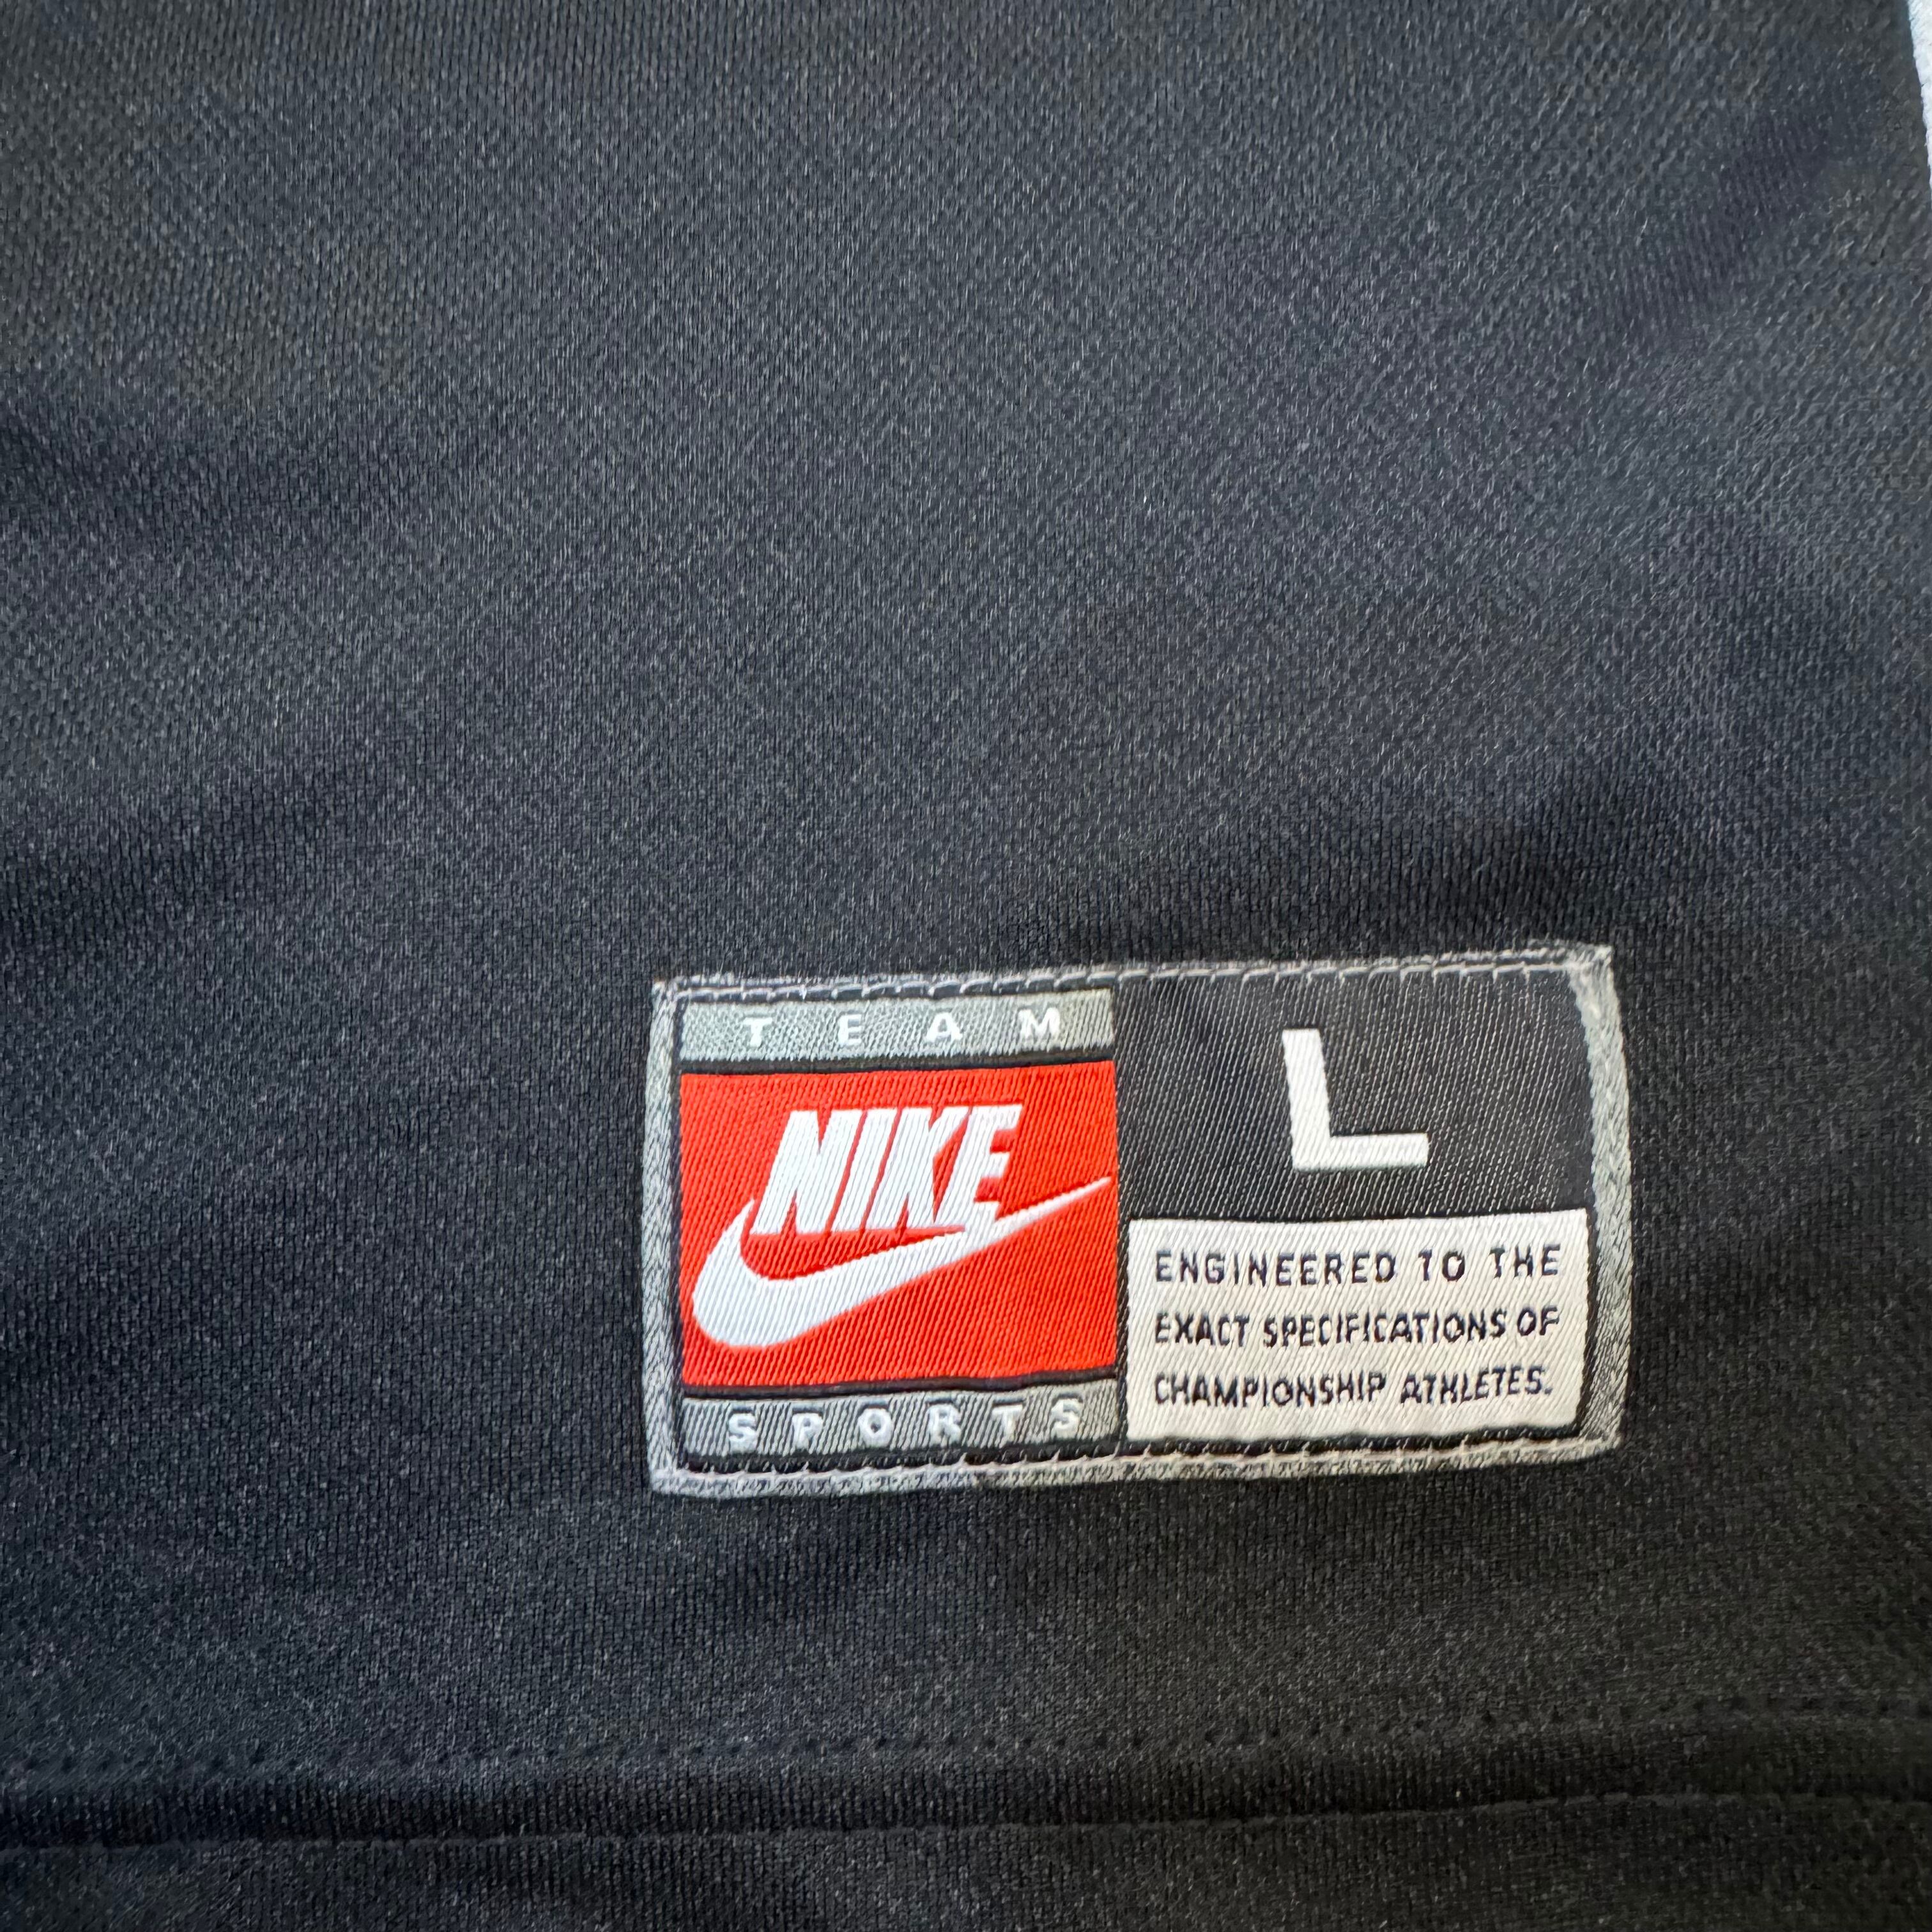 TEAM
NIKE
SPORTS
L
ENGINEERED TO THE
EXACT SPECIFICATIONS OF
CHAMPIONSHIP ATHLETES.